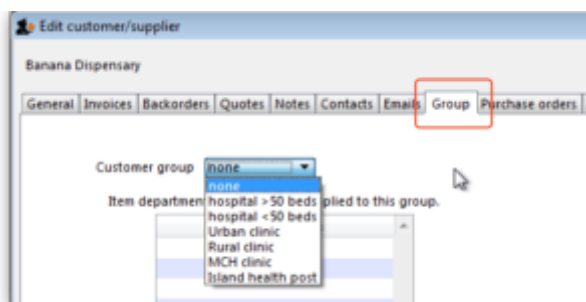 Edit customer/supplier
Banana Dispensary
General Invoices Backorders Quotes Notes Contacts Emails Group Purchase orders
Customer group none
none
Item department plied to this group.
hospital >50 beds
hospital <50 beds
Urban clinic
Rural clinic
MCH clinic
Island health post